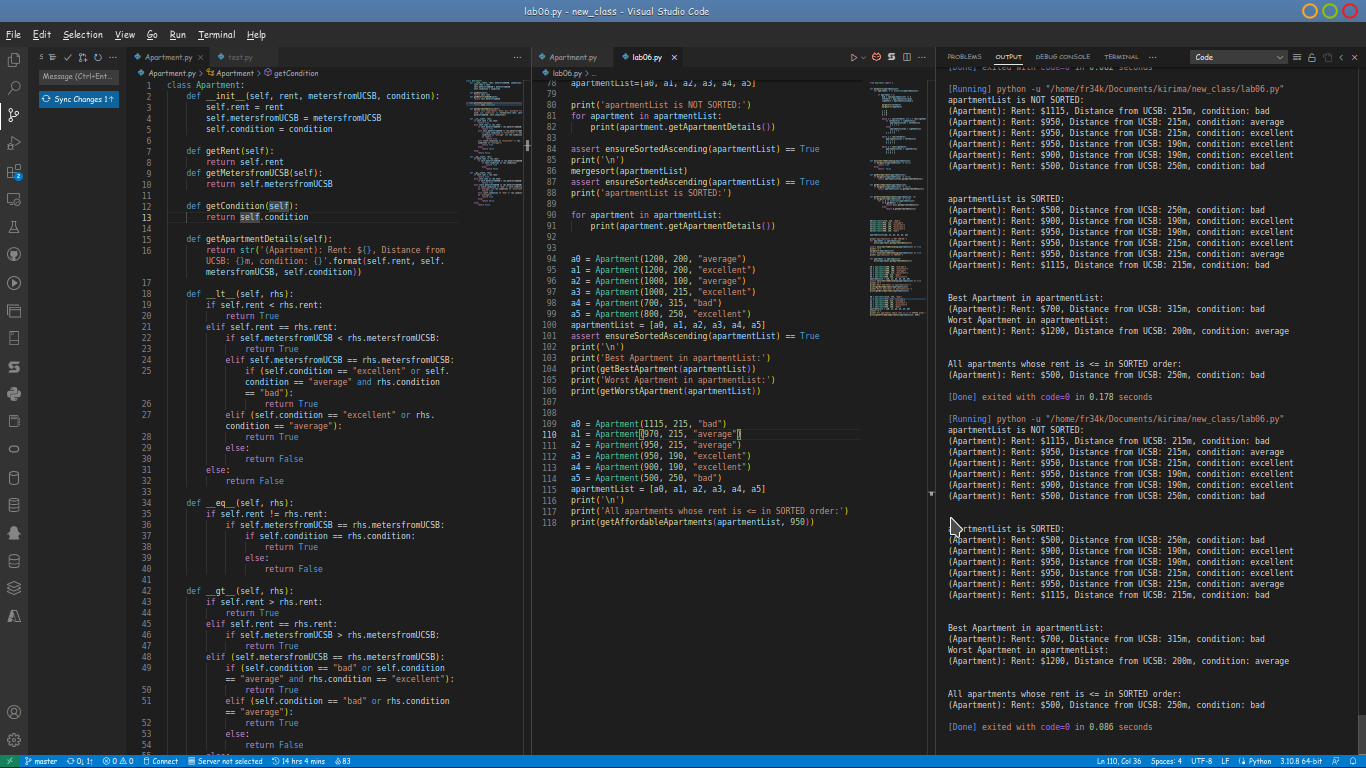 lab06.py - new_class - Visual Studio Code
File Edit Selection View Go Run Terminal Help
Message (Ctrl+Ent...
Sync Changes 1↑
Apartment.py
test.py
Apartment.py > Apartment > getCondition
1 class Apartment:
2 def __init__(self, rent, metersfromUCSB, condition):
3 self.rent = rent
4 self.metersfromUCSB = metersfromUCSB
5 self.condition = condition
6
7 def getRent(self):
8 return self.rent
9 def getMetersfromUCSB(self):
10 return self.metersfromUCSB
11
12 def getCondition(self):
13 return self.condition
14
15 def getApartmentDetails(self):
16 return str('(Apartment): Rent: ${}, Distance from
UCSB: {}m, condition: {}'.format(self.rent, self.
metersfromUCSB, self.condition))
17
18 def __lt__(self, rhs):
19 if self.rent < rhs.rent:
20 return True
21 elif self.rent == rhs.rent:
22 if self.metersfromUCSB < rhs.metersfromUCSB:
23 return True
24 elif self.metersfromUCSB == rhs.metersfromUCSB:
25 if (self.condition == "excellent" or self.
condition == "average" and rhs.condition
== "bad"):
26 return True
27 elif (self.condition == "excellent" or rhs.
condition == "average"):
28 return True
29 else:
30 return False
31 else:
32 return False
33
34 def __eq__(self, rhs):
35 if self.rent != rhs.rent:
36 if self.metersfromUCSB == rhs.metersfromUCSB:
37 if self.condition == rhs.condition:
38 return True
39 else:
40 return False
41
42 def __gt__(self, rhs):
43 if self.rent > rhs.rent:
44 return True
45 elif self.rent == rhs.rent:
46 if self.metersfromUCSB > rhs.metersfromUCSB:
47 return True
48 elif (self.metersfromUCSB == rhs.metersfromUCSB):
49 if (self.condition == "bad" or self.condition
== "average" and rhs.condition == "excellent"):
50 return True
51 elif (self.condition == "bad" or rhs.condition
== "average"):
52 return True
53 else:
54 return False
Apartment.py
lab06.py
lab06.py > ...
78 apartmentList=[a0, a1, a2, a3, a4, a5]
79
80 print('apartmentList is NOT SORTED:')
81 for apartment in apartmentList:
82 print(apartment.getApartmentDetails())
83
84 assert ensureSortedAscending(apartmentList) == True
85 print('\n')
86 mergesort(apartmentList)
87 assert ensureSortedAscending(apartmentList) == True
88 print('apartmentList is SORTED:')
89
90 for apartment in apartmentList:
91 print(apartment.getApartmentDetails())
92
93
94 a0 = Apartment(1200, 200, "average")
95 a1 = Apartment(1200, 200, "excellent")
96 a2 = Apartment(1000, 100, "average")
97 a3 = Apartment(1000, 215, "excellent")
98 a4 = Apartment(700, 315, "bad")
99 a5 = Apartment(800, 250, "excellent")
100 apartmentList = [a0, a1, a2, a3, a4, a5]
101 assert ensureSortedAscending(apartmentList) == True
102 print('\n')
103 print('Best Apartment in apartmentList:')
104 print(getBestApartment(apartmentList))
105 print('Worst Apartment in apartmentList:')
106 print(getWorstApartment(apartmentList))
107
108
109 a0 = Apartment(1115, 215, "bad")
110 a1 = Apartment(970, 215, "average")
111 a2 = Apartment(950, 215, "average")
112 a3 = Apartment(950, 190, "excellent")
113 a4 = Apartment(900, 190, "excellent")
114 a5 = Apartment(500, 250, "bad")
115 apartmentList = [a0, a1, a2, a3, a4, a5]
116 print('\n')
117 print('All apartments whose rent is <= in SORTED order:')
118 print(getAffordableApartments(apartmentList, 950))
PROBLEMS OUTPUT DEBUG CONSOLE TERMINAL ...
Code
[Done] exited with code=0 in 0.082 seconds
[Running] python -u "/home/fr34k/Documents/kirima/new_class/lab06.py"
apartmentList is NOT SORTED:
(Apartment): Rent: $1115, Distance from UCSB: 215m, condition: bad
(Apartment): Rent: $950, Distance from UCSB: 215m, condition: average
(Apartment): Rent: $950, Distance from UCSB: 190m, condition: excellent
(Apartment): Rent: $950, Distance from UCSB: 215m, condition: excellent
(Apartment): Rent: $900, Distance from UCSB: 190m, condition: excellent
(Apartment): Rent: $500, Distance from UCSB: 250m, condition: bad
apartmentList is SORTED:
(Apartment): Rent: $500, Distance from UCSB: 250m, condition: bad
(Apartment): Rent: $900, Distance from UCSB: 190m, condition: excellent
(Apartment): Rent: $950, Distance from UCSB: 190m, condition: excellent
(Apartment): Rent: $950, Distance from UCSB: 215m, condition: excellent
(Apartment): Rent: $950, Distance from UCSB: 215m, condition: average
(Apartment): Rent: $1115, Distance from UCSB: 215m, condition: bad
Best Apartment in apartmentList:
(Apartment): Rent: $700, Distance from UCSB: 315m, condition: bad
Worst Apartment in apartmentList:
(Apartment): Rent: $1200, Distance from UCSB: 200m, condition: average
All apartments whose rent is <= in SORTED order:
(Apartment): Rent: $500, Distance from UCSB: 250m, condition: bad
[Done] exited with code=0 in 0.178 seconds
[Running] python -u "/home/fr34k/Documents/kirima/new_class/lab06.py"
apartmentList is NOT SORTED:
(Apartment): Rent: $1115, Distance from UCSB: 215m, condition: bad
(Apartment): Rent: $950, Distance from UCSB: 215m, condition: average
(Apartment): Rent: $950, Distance from UCSB: 215m, condition: excellent
(Apartment): Rent: $950, Distance from UCSB: 190m, condition: excellent
(Apartment): Rent: $900, Distance from UCSB: 190m, condition: excellent
(Apartment): Rent: $500, Distance from UCSB: 250m, condition: bad
apartmentList is SORTED:
(Apartment): Rent: $500, Distance from UCSB: 250m, condition: bad
(Apartment): Rent: $900, Distance from UCSB: 190m, condition: excellent
(Apartment): Rent: $950, Distance from UCSB: 190m, condition: excellent
(Apartment): Rent: $950, Distance from UCSB: 215m, condition: excellent
(Apartment): Rent: $950, Distance from UCSB: 215m, condition: average
(Apartment): Rent: $1115, Distance from UCSB: 215m, condition: bad
Best Apartment in apartmentList:
(Apartment): Rent: $700, Distance from UCSB: 315m, condition: bad
Worst Apartment in apartmentList:
(Apartment): Rent: $1200, Distance from UCSB: 200m, condition: average
All apartments whose rent is <= in SORTED order:
(Apartment): Rent: $500, Distance from UCSB: 250m, condition: bad
[Done] exited with code=0 in 0.086 seconds
master 0↓ 1↑ 0 0 Connect Server not selected 14 hrs 4 mins 83
Ln 110, Col 36 Spaces: 4 UTF-8 LF Python 3.10.8 64-bit